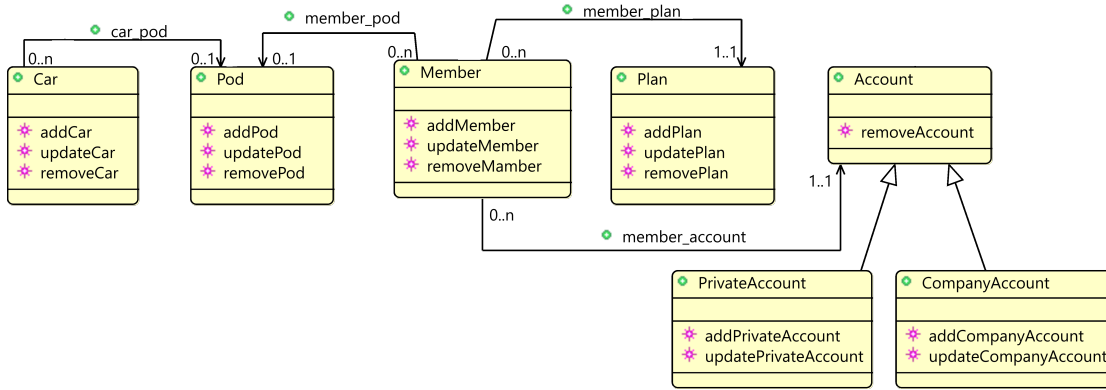 member_plan
member_pod
car_pod
0..n
0..1
0..1
0..n
0..n
1..1
Car
addCar
updateCar
removeCar
Pod
addPod
updatePod
removePod
Member
addMember
updateMember
removeMamber
Plan
addPlan
updatePlan
removePlan
Account
removeAccount
1..1
0..n
member_account
PrivateAccount
addPrivateAccount
updatePrivateAccount
CompanyAccount
addCompanyAccount
updateCompanyAccount